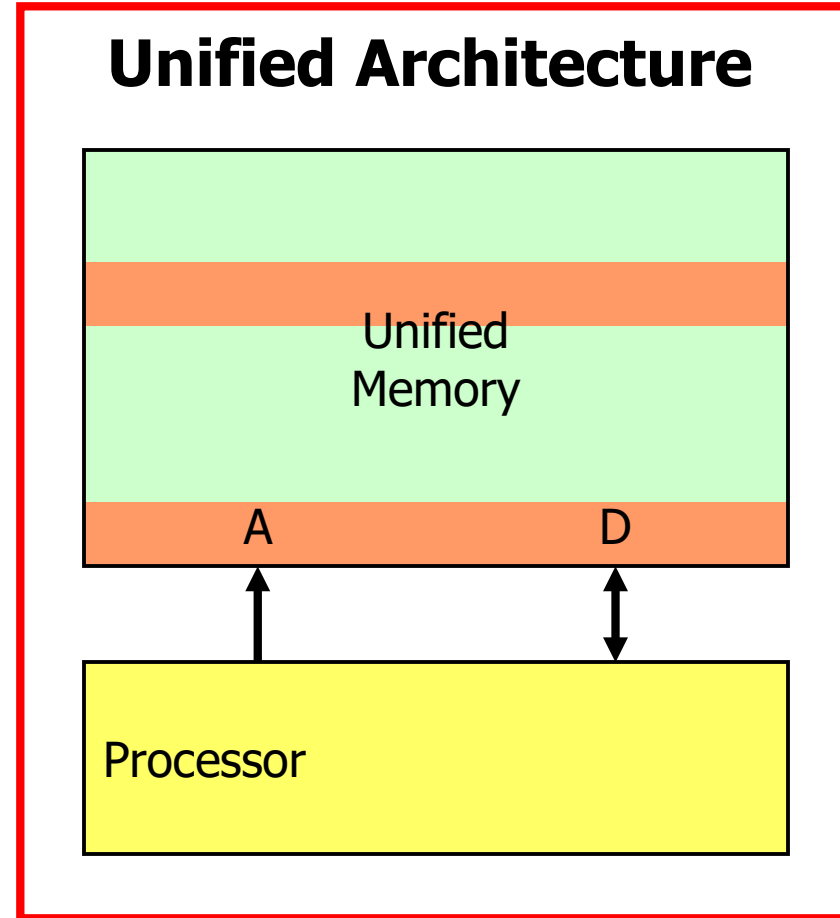 Unified Architecture
Unified
Memory
A D
Processor